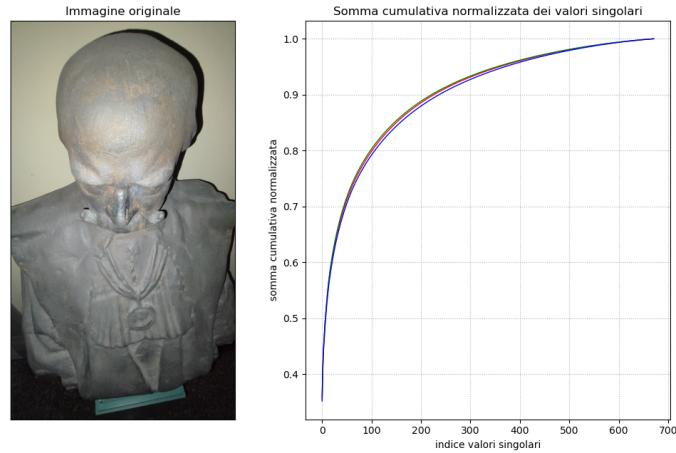 Immagine originale
Somma cumulativa normalizzata dei valori singolari
somma cumulativa normalizzata
1.0
0.9
0.8
0.7
0.6
0.5
0.4
0 100 200 300 400 500 600 700
indice valori singolari